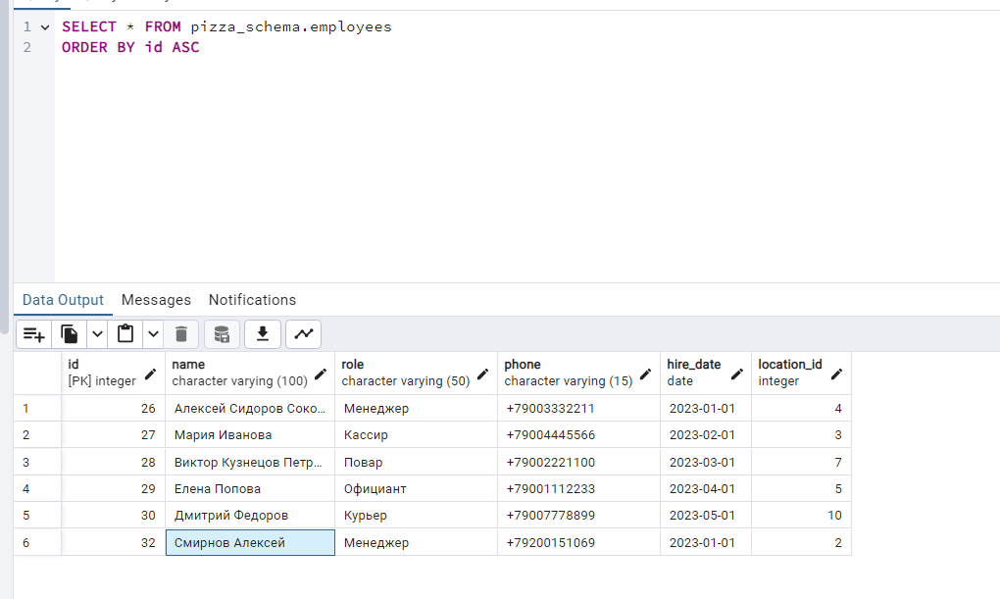 1 SELECT * FROM pizza_schema.employees
2 ORDER BY id ASC
Data Output Messages Notifications
id name role phone hire_date location_id
[PK] integer character varying (100) character varying (50) character varying (15) date integer
1 26 Алексей Сидоров Соко... Менеджер +79003332211 2023-01-01 4
2 27 Мария Иванова Кассир +79004445566 2023-02-01 3
3 28 Виктор Кузнецов Петр... Повар +79002221100 2023-03-01 7
4 29 Елена Попова Официант +79001112233 2023-04-01 5
5 30 Дмитрий Федоров Курьер +79007778899 2023-05-01 10
6 32 Смирнов Алексей Менеджер +79200151069 2023-01-01 2